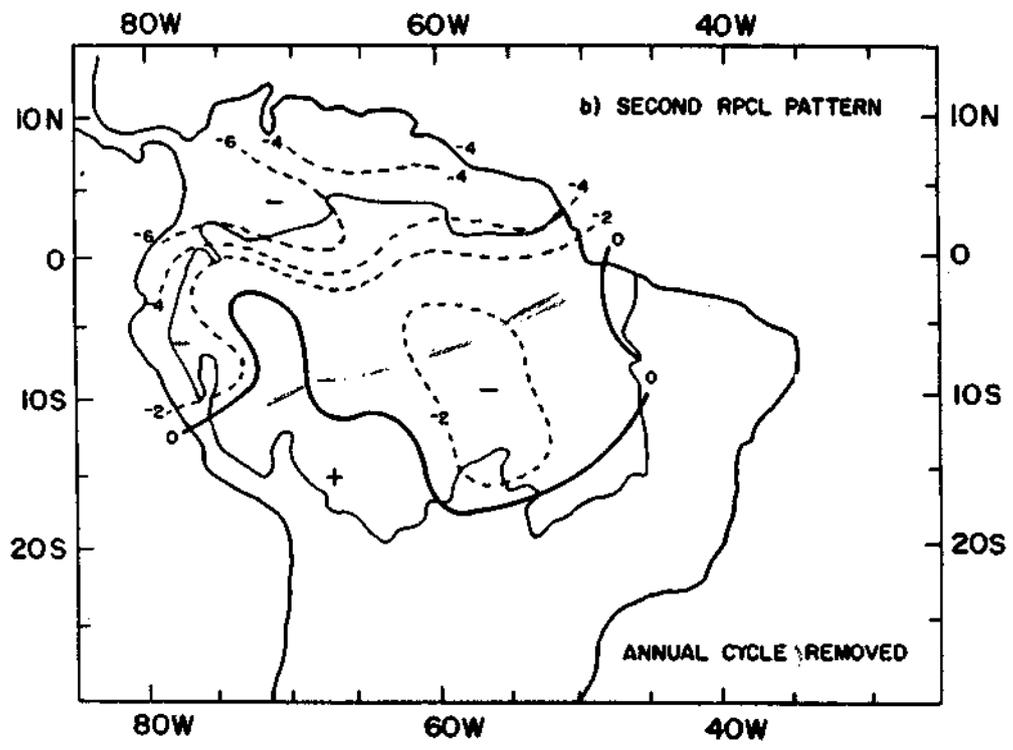 80W 60W 40W
b) SECOND RPCL PATTERN
10N 10N
-6 -4 -4
-4
-4
-
-2
-6 0
0 0
-4
-
-
0
10S 10S
-2 -2
0
+
20S 20S
ANNUAL CYCLE REMOVED
80W 60W 40W